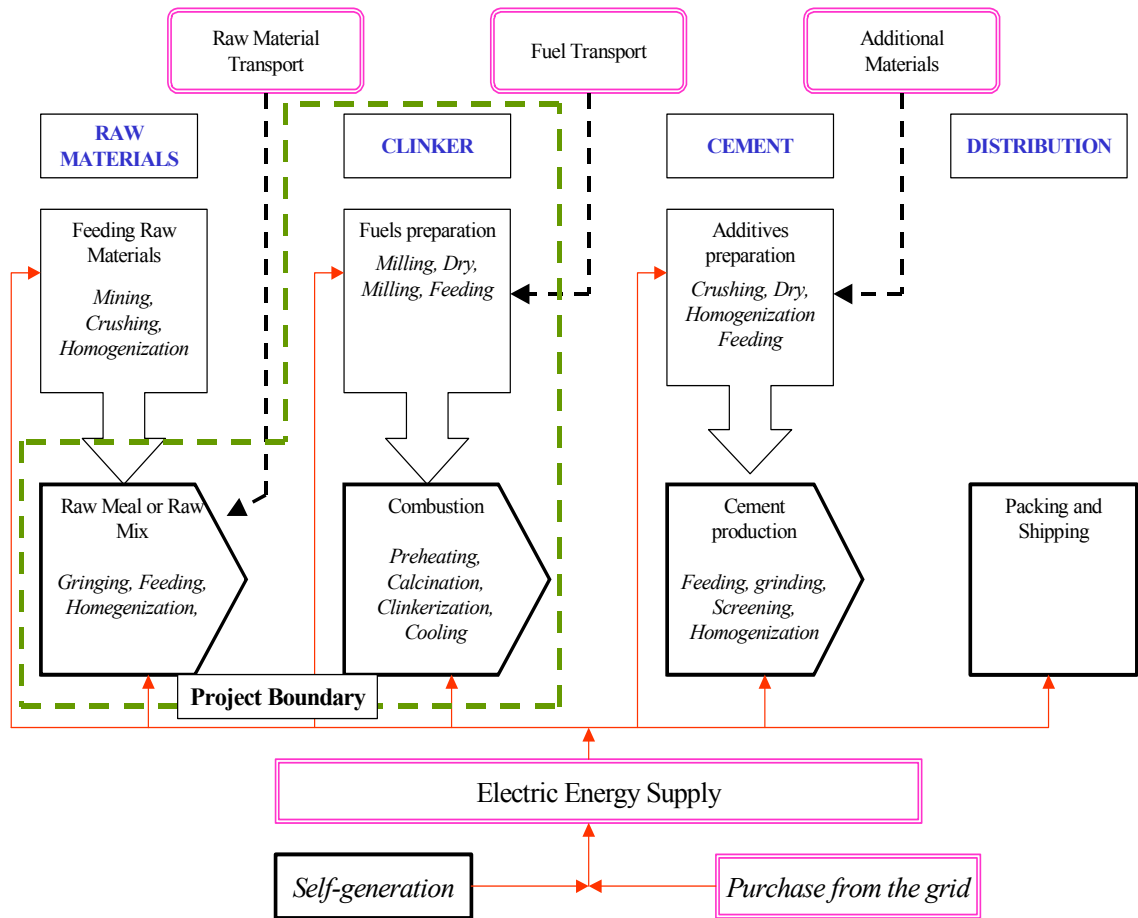 Raw Material
Transport
Fuel Transport
Additional
Materials
RAW
MATERIALS
CLINKER
CEMENT
DISTRIBUTION
Feeding Raw
Materials
Mining,
Crushing,
Homogenization
Fuels preparation
Milling, Dry,
Milling, Feeding
Additives
preparation
Crushing, Dry,
Homogenization
Feeding
Raw Meal or Raw
Mix
Gringing, Feeding,
Homegenization,
Combustion
Preheating,
Calcination,
Clinkerization,
Cooling
Cement
production
Feeding, grinding,
Screening,
Homogenization
Packing and
Shipping
Project Boundary
Electric Energy Supply
Self-generation
Purchase from the grid